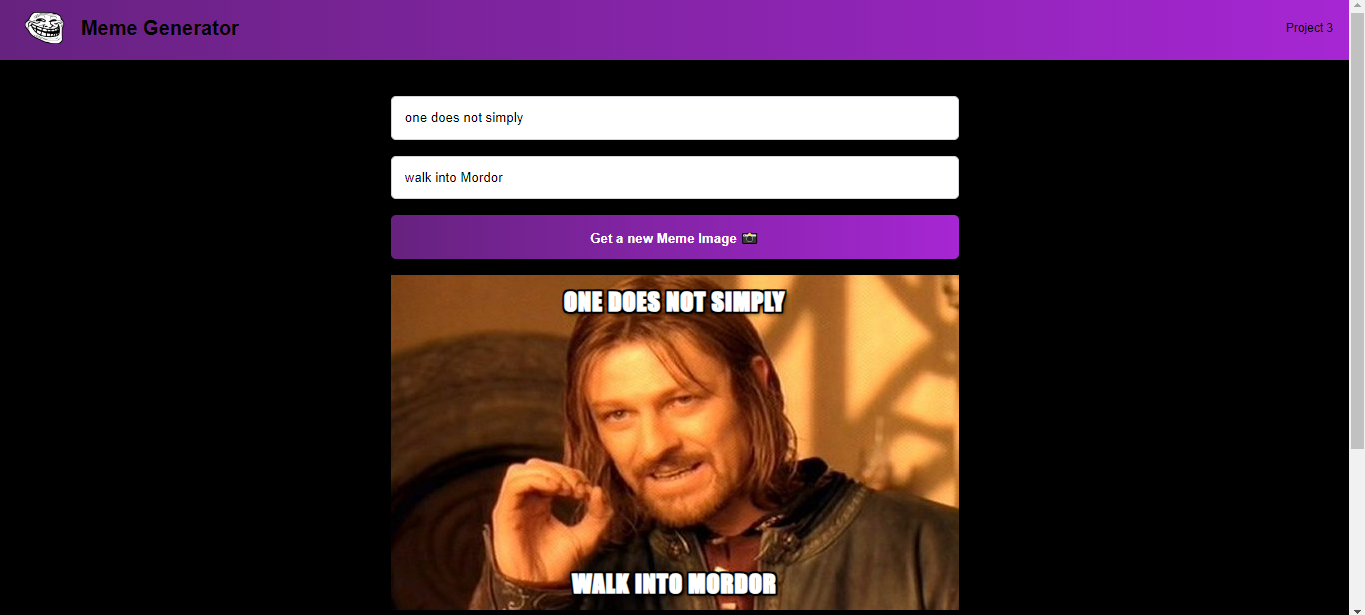 Meme Generator
Project 3
one does not simply
walk into Mordor
Get a new Meme Image 📷
ONE DOES NOT SIMPLY
WALK INTO MORDOR